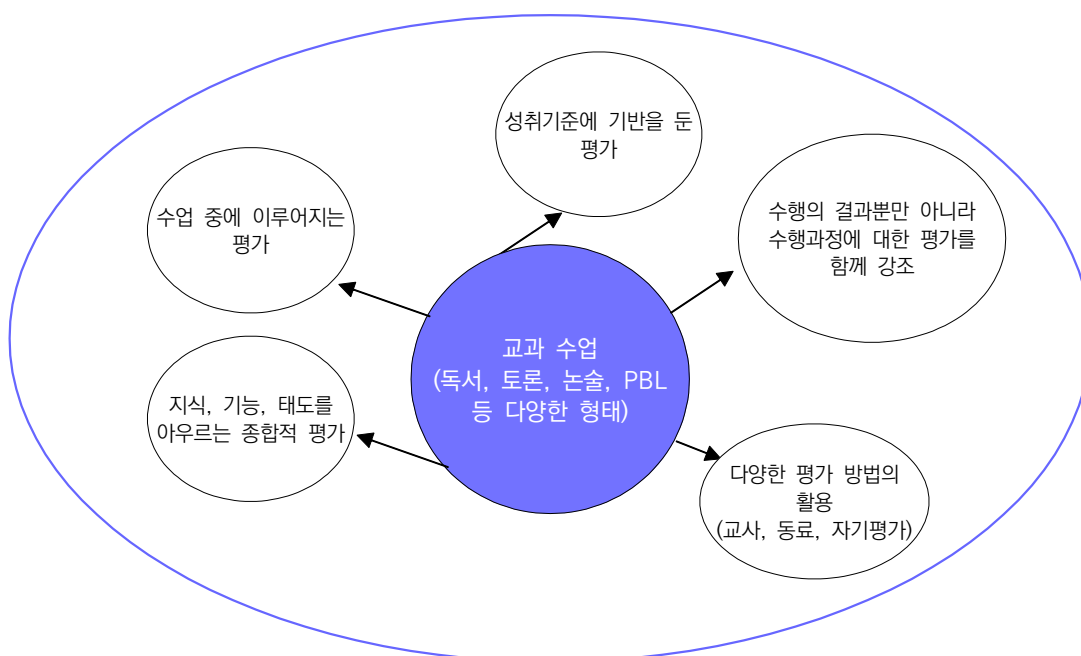 성취기준에 기반을 둔
평가
수업 중에 이루어지는
평가
수행의 결과뿐만 아니라
수행과정에 대한 평가를
함께 강조
교과 수업
(독서, 토론, 논술, PBL
등 다양한 형태)
지식, 기능, 태도를
아우르는 종합적 평가
다양한 평가 방법의
활용
(교사, 동료, 자기평가)